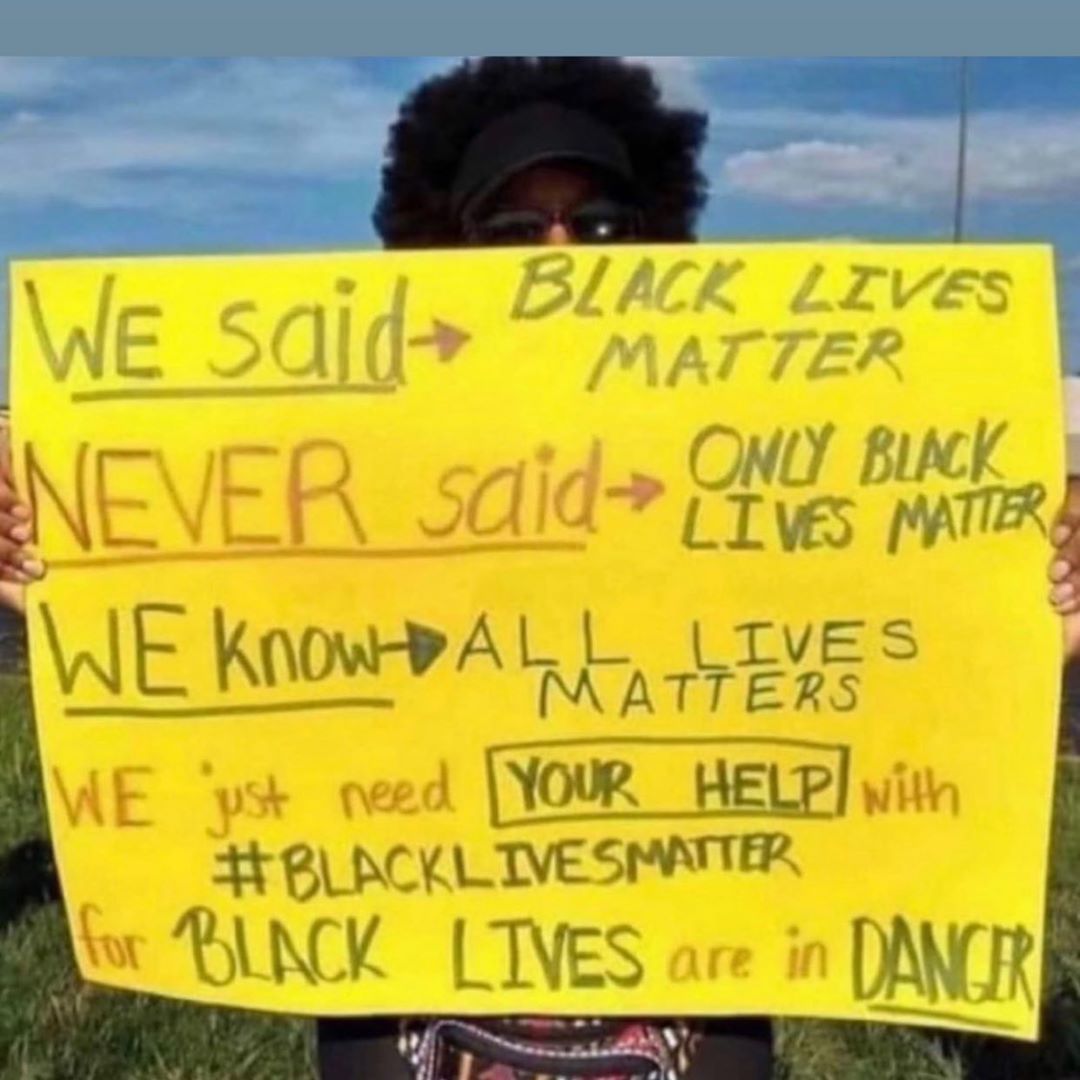 WE said→ BLACK LIVES
MATTER
NEVER said→ ONLY BLACK
LIVES MATTER
WE know→ ALL LIVES
MATTERS
WE just need YOUR HELP with
#BLACKLIVESMATTER
for BLACK LIVES are in DANGER